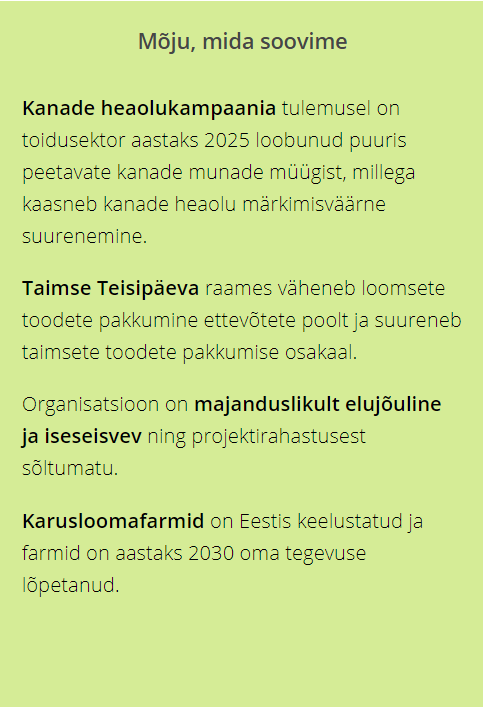 Mõju, mida soovime
Kanade heaolukampaania tulemusel on
toidusektor aastaks 2025 loobunud puuris
peetavate kanade munade müügist, millega
kaasneb kanade heaolu märkimisväärne
suurenemine.
Taimse Teisipäeva raames väheneb loomsete
toodete pakkumine ettevõtete poolt ja suureneb
taimsete toodete pakkumise osakaal.
Organisatsioon on majanduslikult elujõuline
ja iseseisvev ning projektirahastusest
sõltumatu.
Karusloomafarmid on Eestis keelustatud ja
farmid on aastaks 2030 oma tegevuse
lõpetanud.